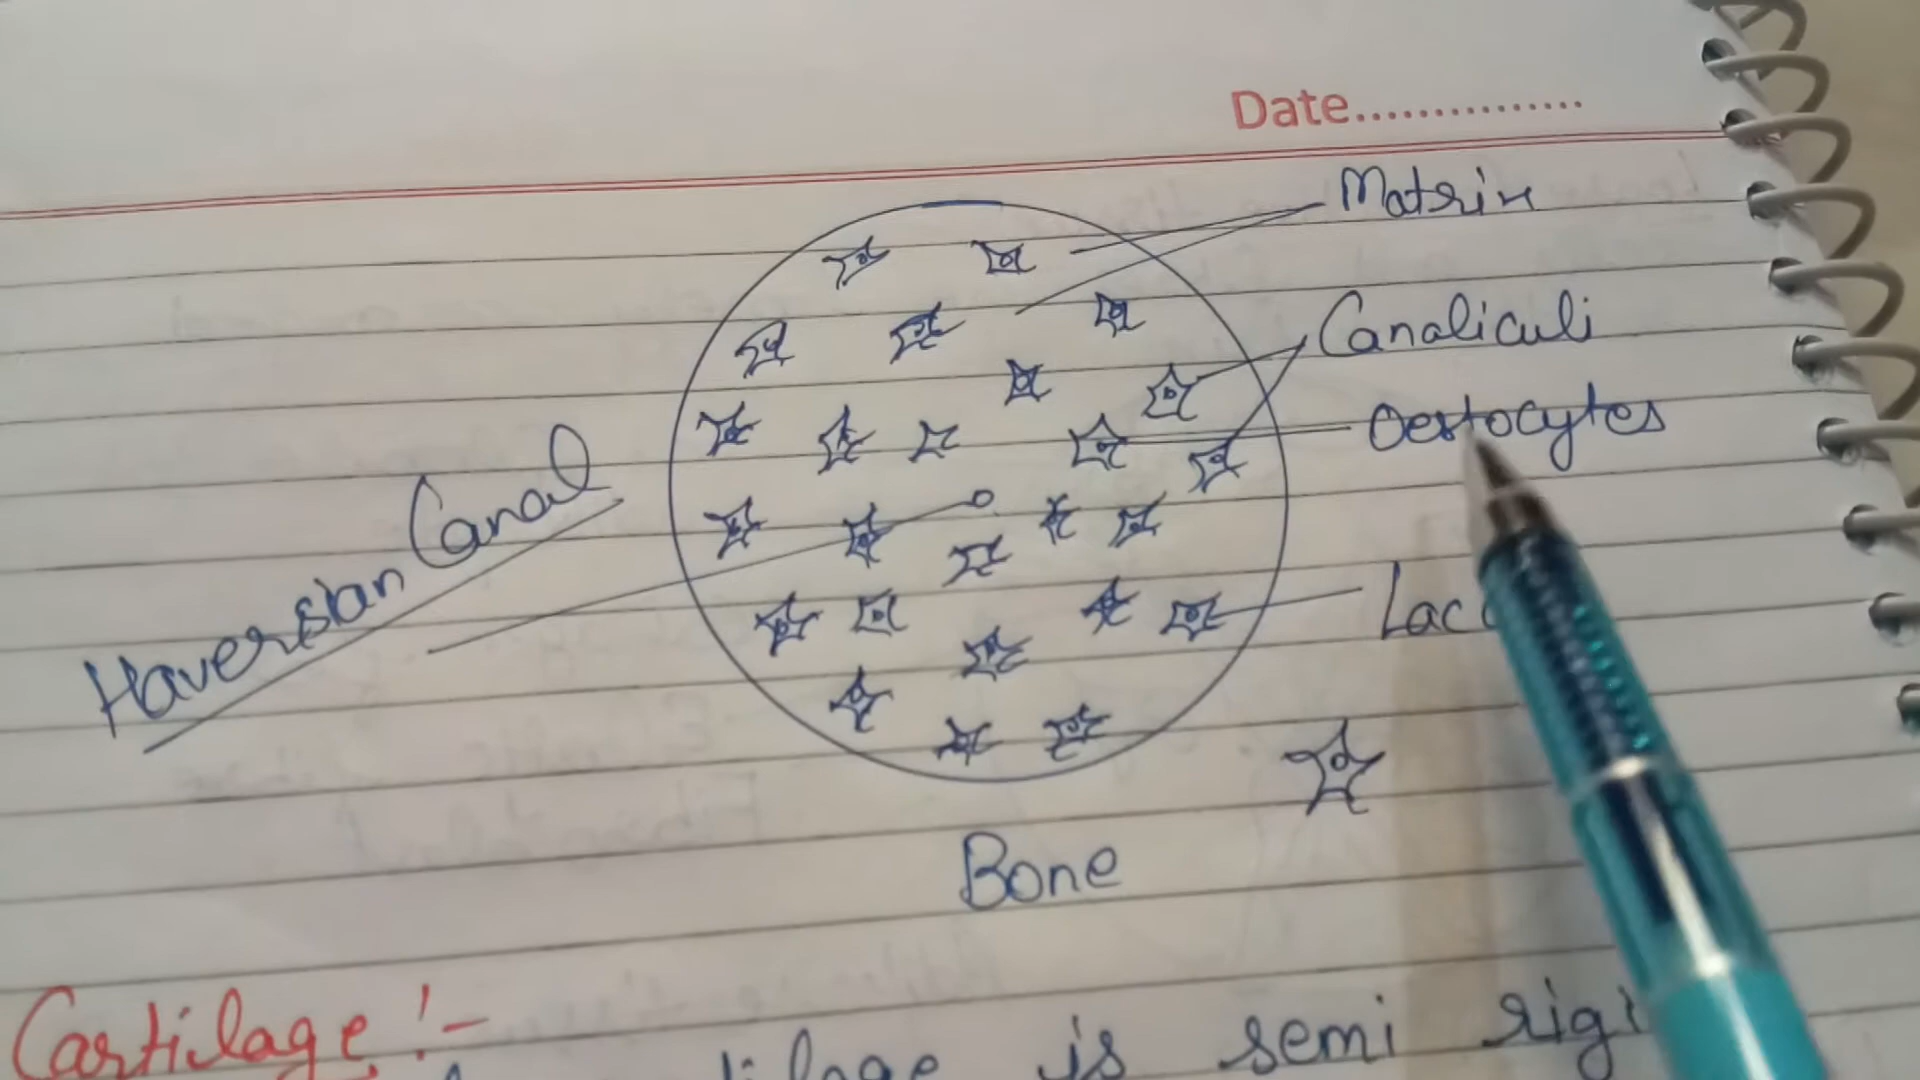 Date...............
Matrix
Canaliculi
Oestocytes
Haversian Canal
Bone
Cartilage :-
is semi